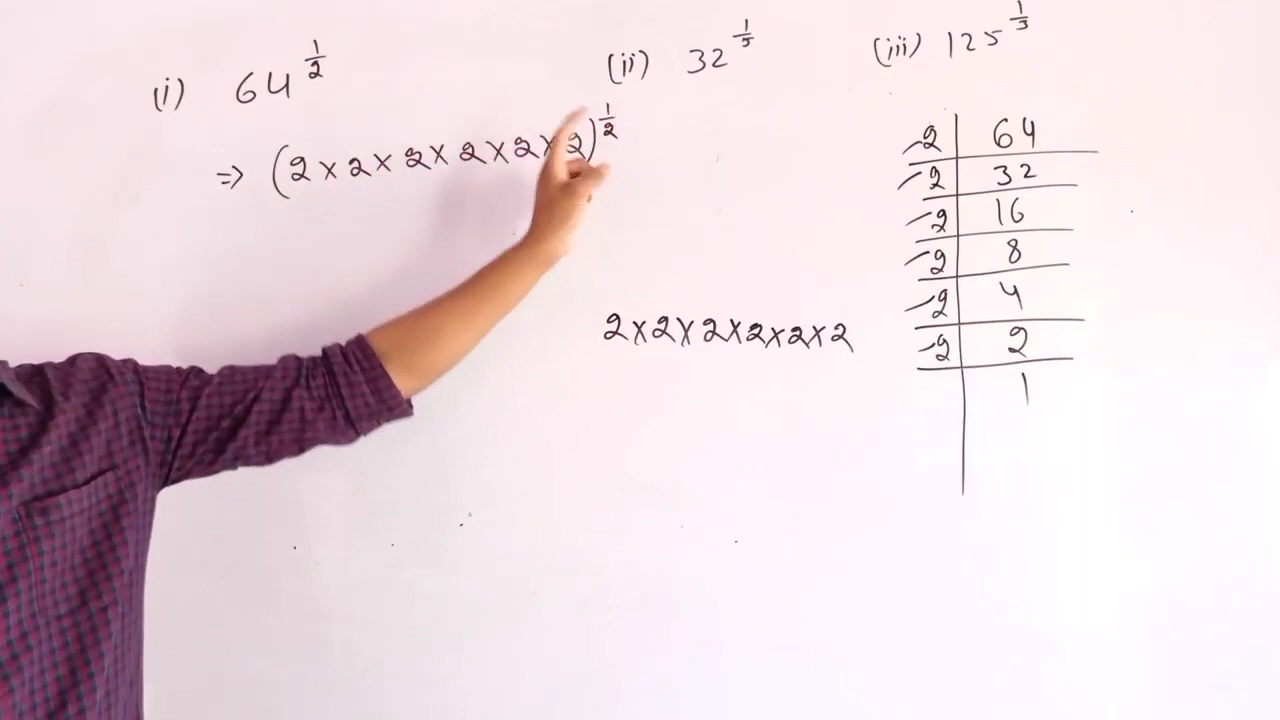 (i) 64^{1/2} (ii) 32^{1/5} (iii) 125^{1/3}
⇒ (2 × 2 × 2 × 2 × 2 × 2)^{1/2}
2 | 64
2 | 32
2 | 16
2 | 8
2 | 4
2 × 2 × 2 × 2 × 2 × 2
2 | 2
| 1